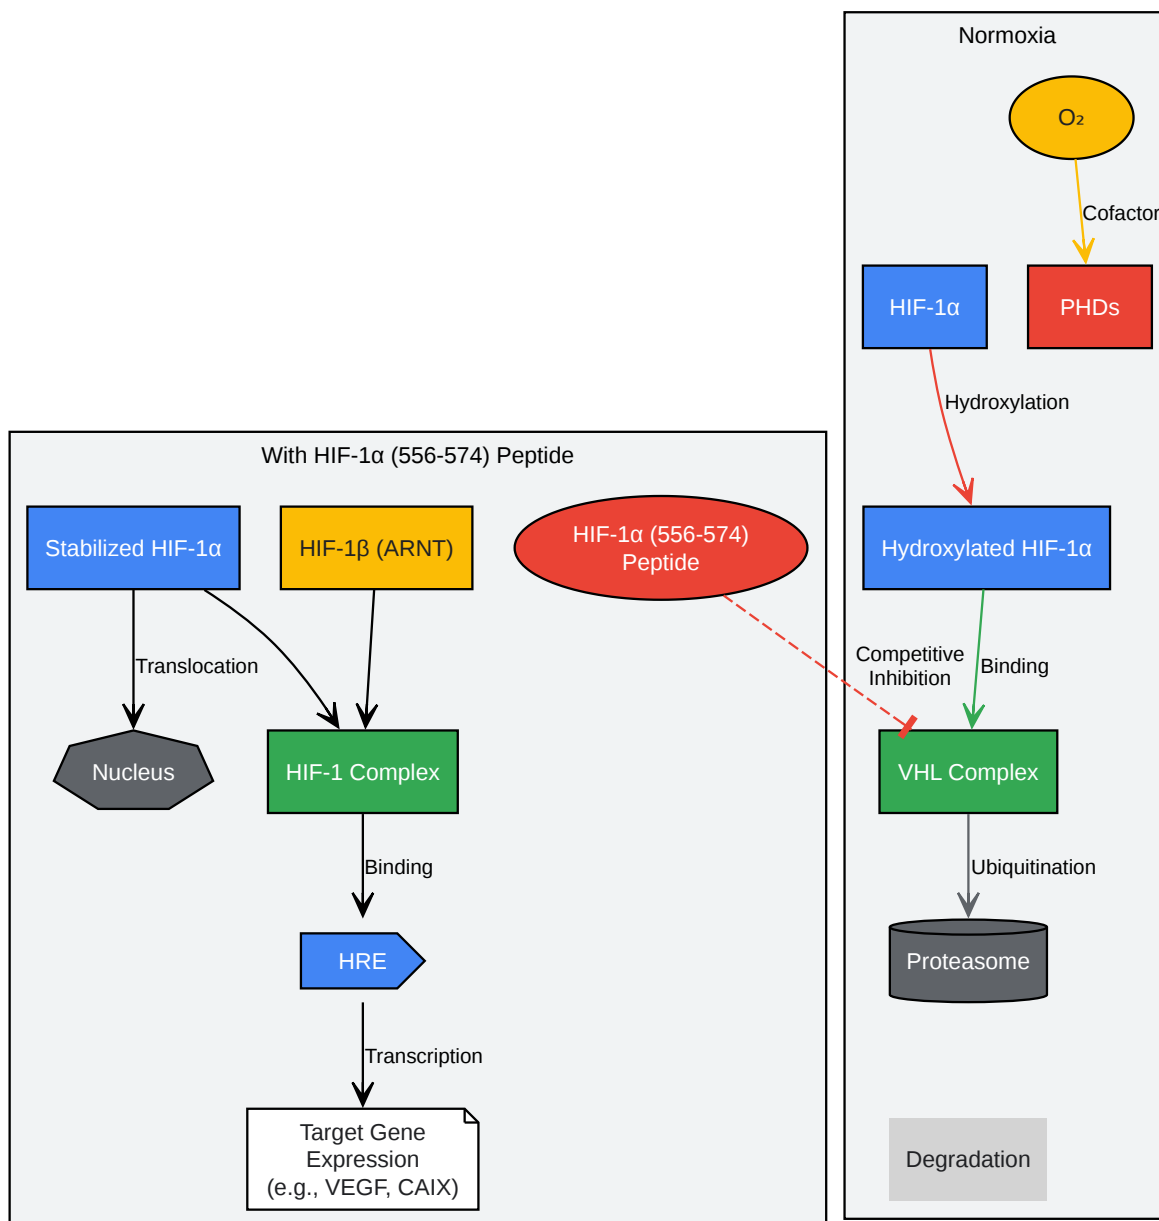 Normoxia
O₂
Cofactor
HIF-1α
PHDs
Hydroxylation
Hydroxylated HIF-1α
Binding
VHL Complex
Ubiquitination
Proteasome
Degradation
With HIF-1α (556-574) Peptide
Stabilized HIF-1α
HIF-1β (ARNT)
HIF-1α (556-574)
Peptide
Competitive
Inhibition
Translocation
Nucleus
HIF-1 Complex
Binding
HRE
Transcription
Target Gene
Expression
(e.g., VEGF, CAIX)